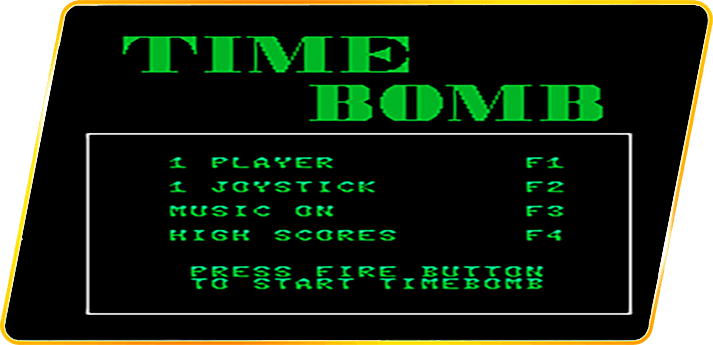 TIME
BOMB
1 PLAYER F1
1 JOYSTICK F2
MUSIC ON F3
HIGH SCORES F4
PRESS FIRE BUTTON
TO START TIMEBOMB